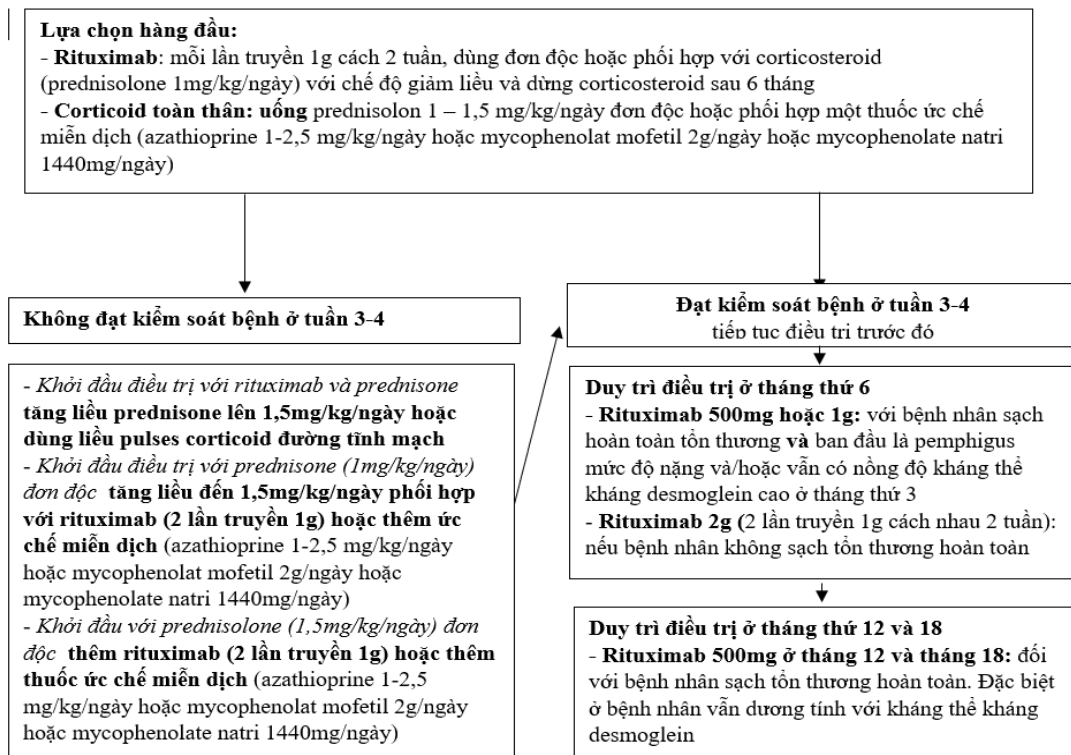 Lựa chọn hàng đầu:
- Rituximab: mỗi lần truyền 1g cách 2 tuần, dùng đơn độc hoặc phối hợp với corticosteroid
(prednisolone 1mg/kg/ngày) với chế độ giảm liều và dừng corticosteroid sau 6 tháng
- Corticoid toàn thân: uống prednisolon 1 – 1,5 mg/kg/ngày đơn độc hoặc phối hợp một thuốc ức chế
miễn dịch (azathioprine 1-2,5 mg/kg/ngày hoặc mycophenolat mofetil 2g/ngày hoặc mycophenolate natri
1440mg/ngày)
Không đạt kiểm soát bệnh ở tuần 3-4
- Khởi đầu điều trị với rituximab và prednisone
tăng liều prednisone lên 1,5mg/kg/ngày hoặc
dùng liều pulses corticoid đường tĩnh mạch
- Khởi đầu điều trị với prednisone (1mg/kg/ngày)
đơn độc tăng liều đến 1,5mg/kg/ngày phối hợp
với rituximab (2 lần truyền 1g) hoặc thêm ức
chế miễn dịch (azathioprine 1-2,5 mg/kg/ngày
hoặc mycophenolat mofetil 2g/ngày hoặc
mycophenolate natri 1440mg/ngày)
- Khởi đầu với prednisolone (1,5mg/kg/ngày) đơn
độc thêm rituximab (2 lần truyền 1g) hoặc thêm
thuốc ức chế miễn dịch (azathioprine 1-2,5
mg/kg/ngày hoặc mycophenolat mofetil 2g/ngày
hoặc mycophenolate natri 1440mg/ngày)
Đạt kiểm soát bệnh ở tuần 3-4
tiếp tục điều trị trước đó
Duy trì điều trị ở tháng thứ 6
- Rituximab 500mg hoặc 1g: với bệnh nhân sạch
hoàn toàn tổn thương và ban đầu là pemphigus
mức độ nặng và/hoặc vẫn có nồng độ kháng thể
kháng desmoglein cao ở tháng thứ 3
- Rituximab 2g (2 lần truyền 1g cách nhau 2 tuần):
nếu bệnh nhân không sạch tổn thương hoàn toàn
Duy trì điều trị ở tháng thứ 12 và 18
- Rituximab 500mg ở tháng 12 và tháng 18: đối
với bệnh nhân sạch tổn thương hoàn toàn. Đặc biệt
ở bệnh nhân vẫn dương tính với kháng thể kháng
desmoglein